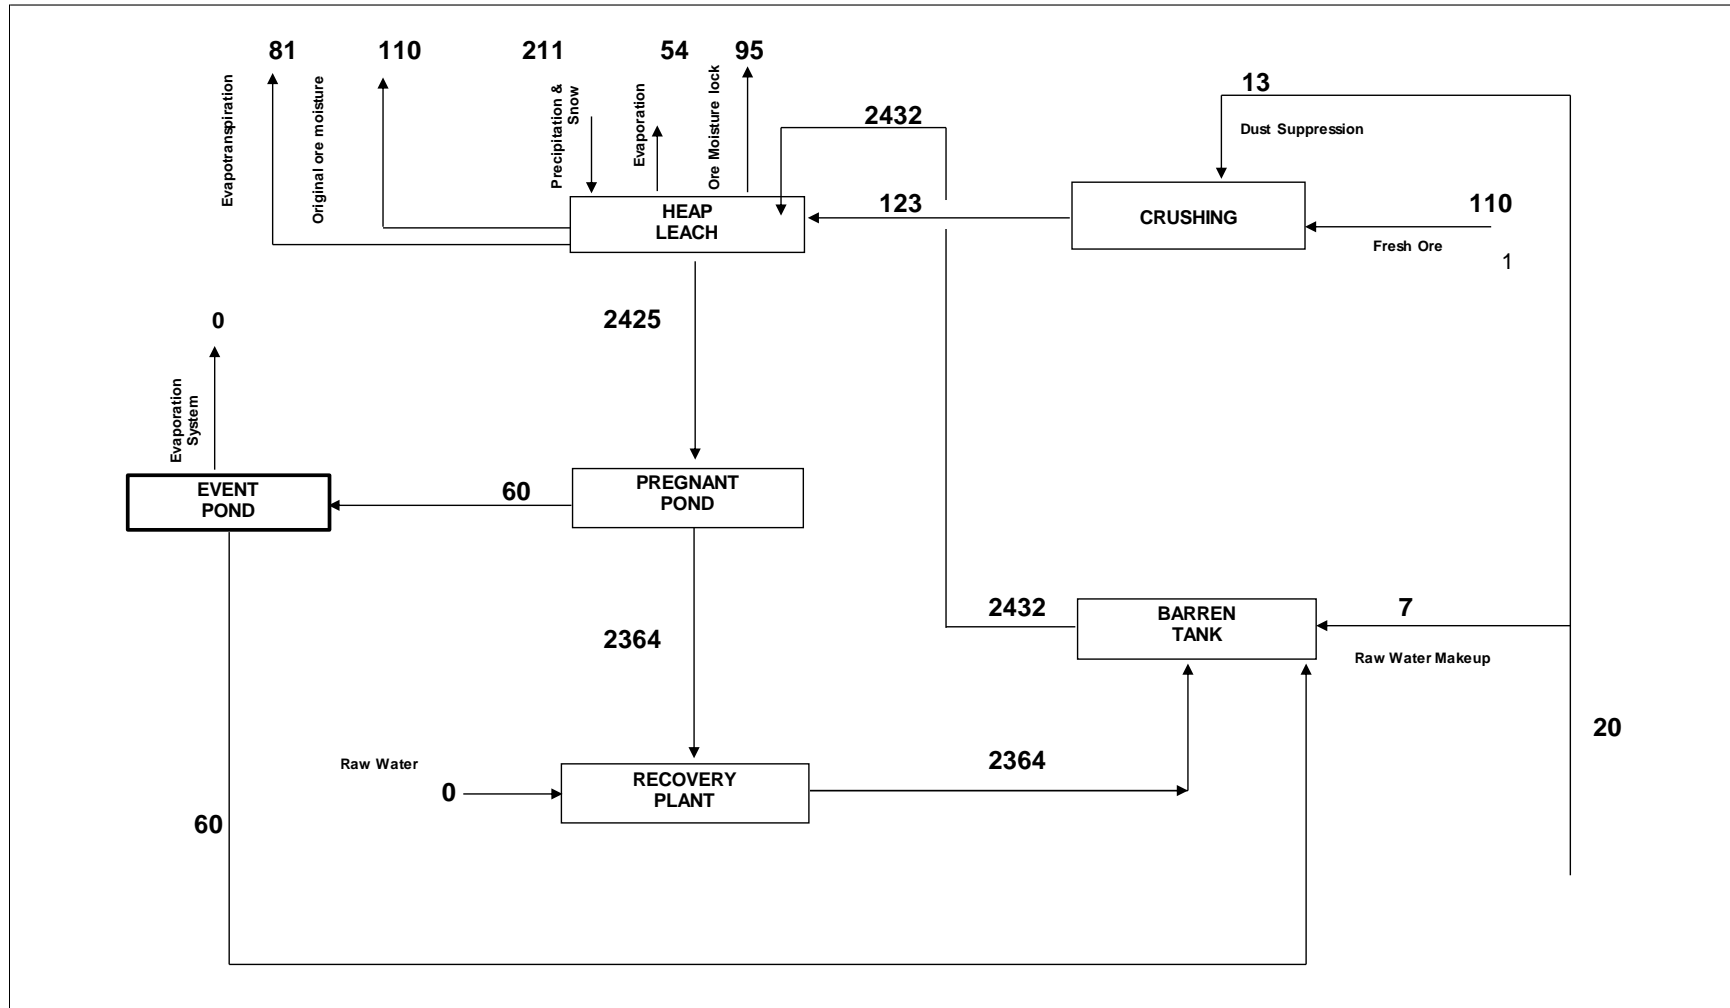 81
110
211
54
95
Evapotranspiration
Original ore moisture
Precipitation &
Snow
Evaporation
Ore Moisture lock
13
2432
Dust Suppression
HEAP
LEACH
123
CRUSHING
110
Fresh Ore
1
2425
0
Evaporation
System
EVENT
POND
60
PREGNANT
POND
2432
BARREN
TANK
7
Raw Water Makeup
2364
20
Raw Water
0
RECOVERY
PLANT
2364
60